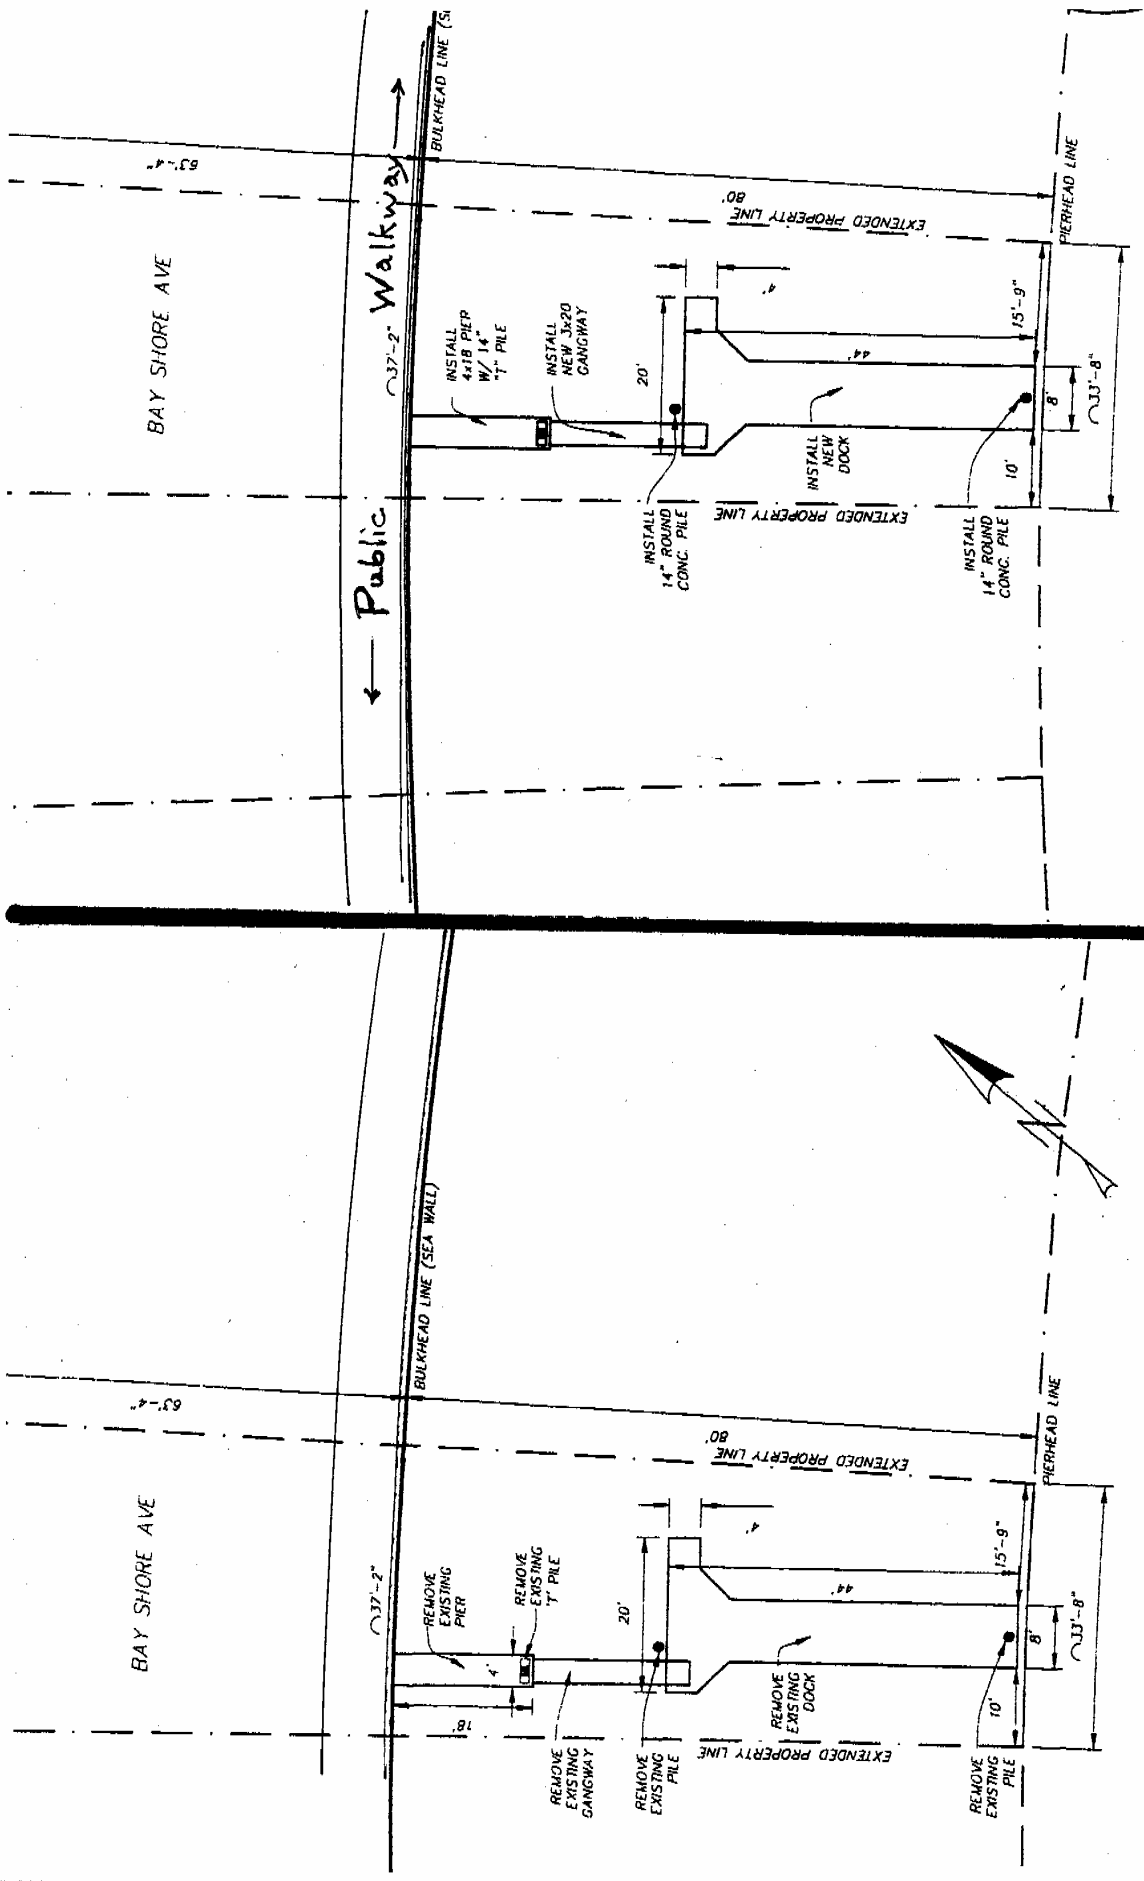 BULKHEAD LINE (S
Walkway →
63'-4"
80'
EXTENDED PROPERTY LINE
PIERHEAD LINE
BAY SHORE AVE
37'-2"
INSTALL
4x18 PIER
W/ 14"
"T" PILE
INSTALL
NEW 3x20
GANGWAY
20'
4'
44'
15'-9"
8'
33'-8"
10'
INSTALL
NEW
DOCK
EXTENDED PROPERTY LINE
INSTALL
14" ROUND
CONC. PILE
INSTALL
14" ROUND
CONC. PILE
← Public
BULKHEAD LINE (SEA WALL)
63'-4"
80'
EXTENDED PROPERTY LINE
PIERHEAD LINE
BAY SHORE AVE
37'-2"
REMOVE
EXISTING
PIER
REMOVE
EXISTING
'T' PILE
4'
18'
20'
4'
44'
15'-9"
8'
33'-8"
10'
REMOVE
EXISTING
DOCK
EXTENDED PROPERTY LINE
REMOVE
EXISTING
GANGWAY
REMOVE
EXISTING
PILE
REMOVE
EXISTING
PILE
N